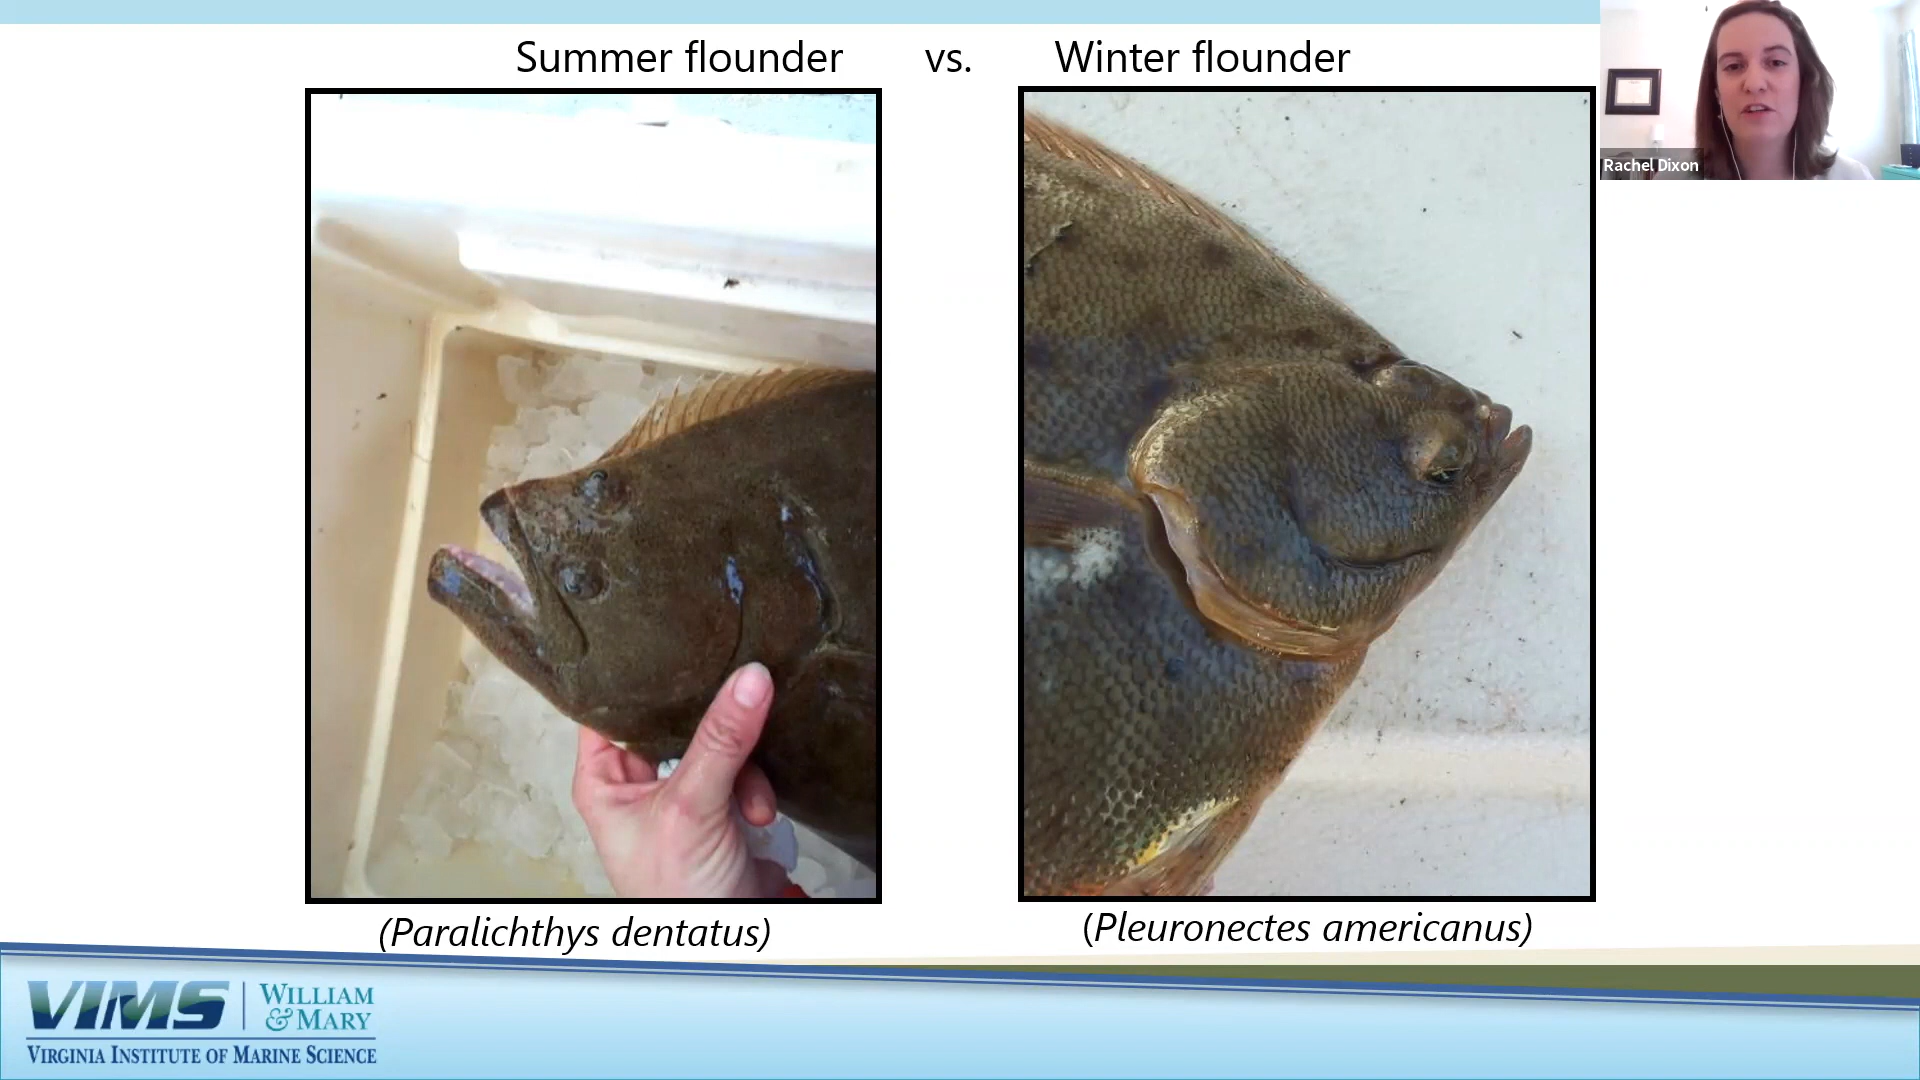 Summer flounder vs. Winter flounder
Rachel Dixon
(Paralichthys dentatus)
(Pleuronectes americanus)
VIMS
WILLIAM
& MARY
VIRGINIA INSTITUTE OF MARINE SCIENCE